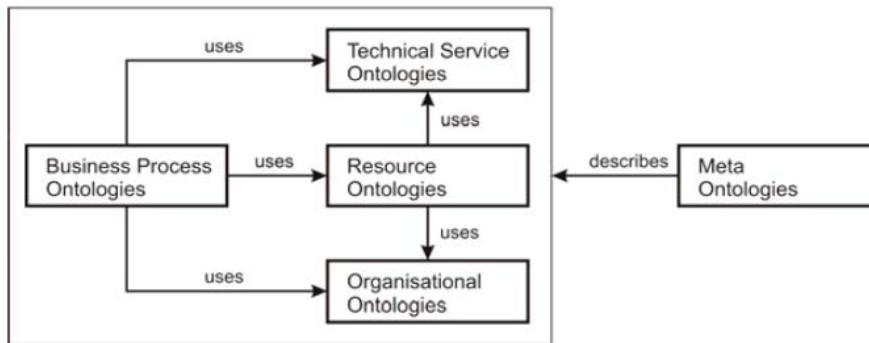 uses
Technical Service
Ontologies
uses
Business Process
Ontologies
uses
Resource
Ontologies
describes
Meta
Ontologies
uses
uses
Organisational
Ontologies